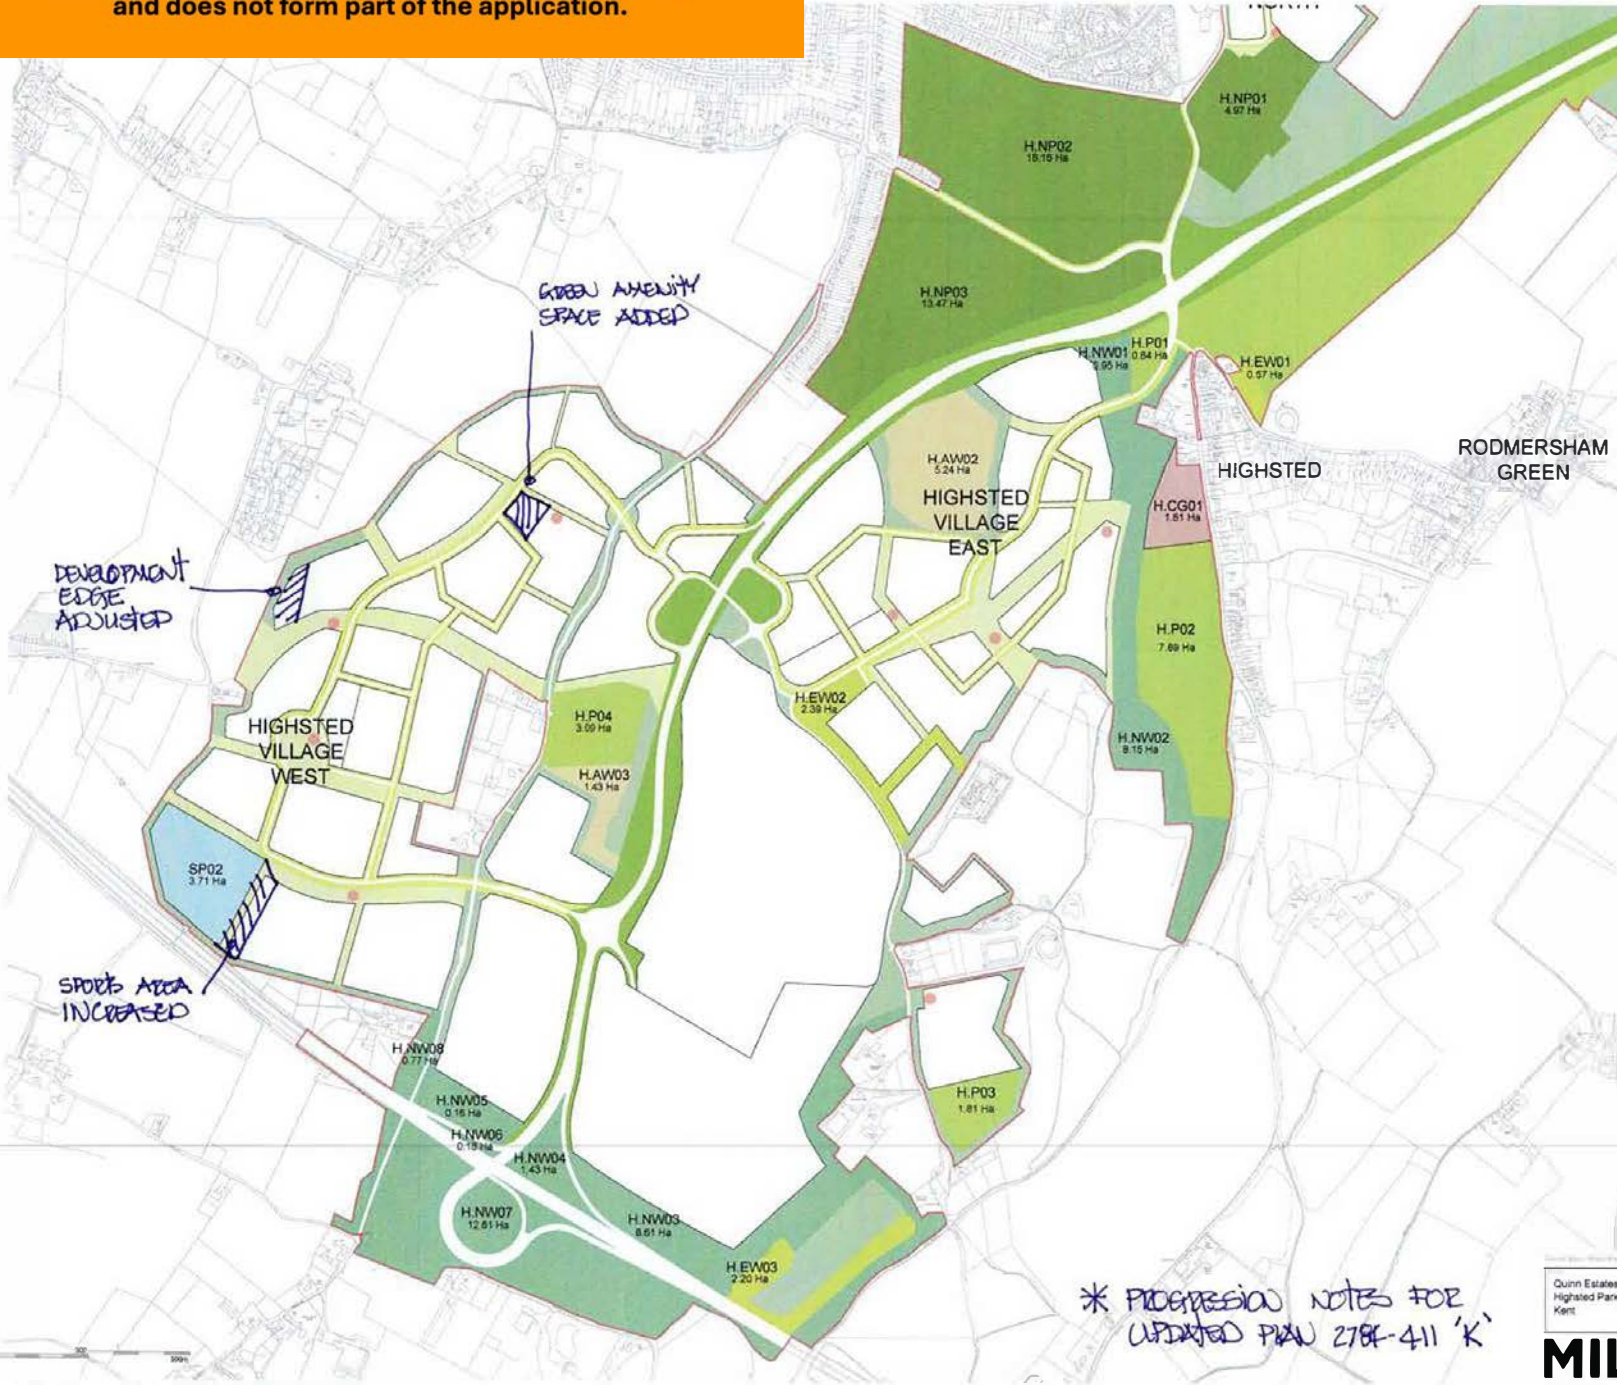 and does not form part of the application.
H.NP01
4.97 Ha
H.NP02
H.NP03
13.47 Ha
GREEN AMENITY
SPACE ADDED
H.P01
0.64 Ha
H.NW01
H.EW01
0.57 Ha
RODMERSHAM
GREEN
HIGHSTED
H.AW02
5.24 Ha
HIGHSTED
VILLAGE
EAST
H.CG01
1.61 Ha
DEVELOPMENT
EDGE
ADJUSTED
H.P02
7.69 Ha
H.EW02
2.39 Ha
H.P04
3.09 Ha
HIGHSTED
VILLAGE
WEST
H.NW02
8.15 Ha
H.AW03
1.43 Ha
SP02
3.71 Ha
SPORTS AREA
INCREASED
H.NW08
0.77 Ha
H.P03
1.81 Ha
H.NW05
0.16 Ha
H.NW06
H.NW04
1.43 Ha
H.NW07
12.61 Ha
H.NW03
H.EW03
2.20 Ha
* PROGRESSION NOTES FOR
UPDATED PLAN 2784-411 'K'
Quinn Estates
Highsted Park
Kent